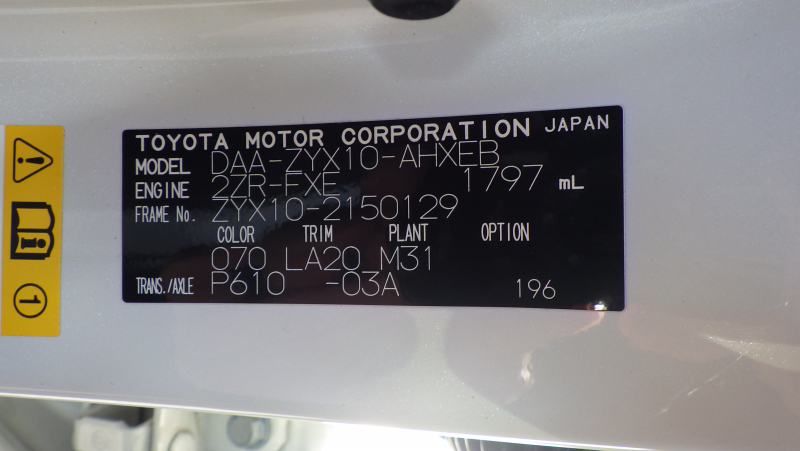 TOYOTA MOTOR CORPORATION JAPAN
MODEL DAA-ZYX10-AHXEB
ENGINE 2ZR-FXE 1797 mL
FRAME No. ZYX10-2150129
COLOR TRIM PLANT OPTION
070 LA20 M31
TRANS./AXLE P610 -03A 196
1